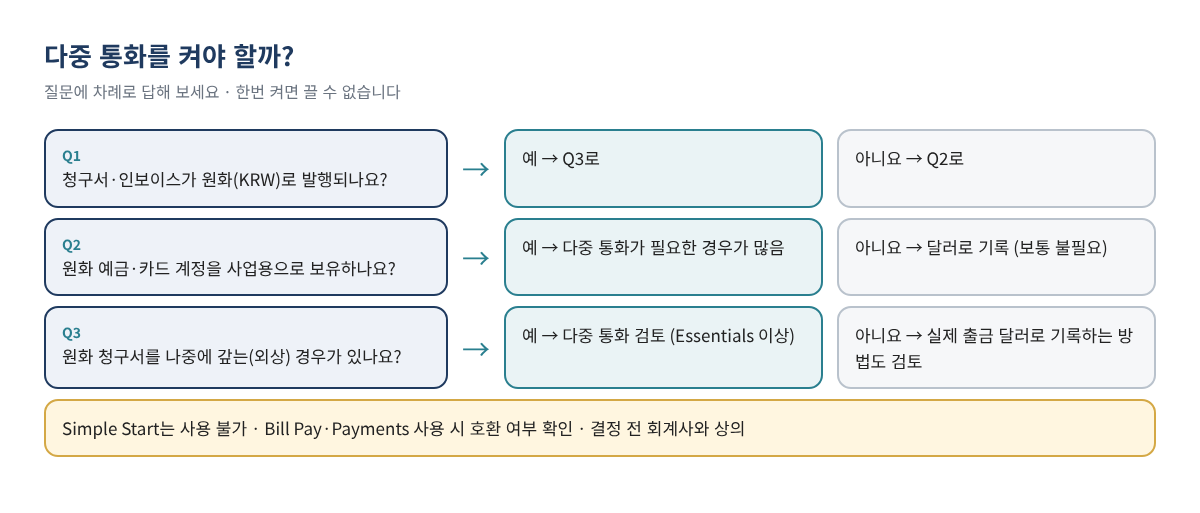 다중 통화를 켜야 할까?
질문에 차례로 답해 보세요 · 한번 켜면 끌 수 없습니다
Q1
청구서·인보이스가 원화(KRW)로 발행되나요?
→
예 → Q3로
아니요 → Q2로
Q2
원화 예금·카드 계정을 사업용으로 보유하나요?
→
예 → 다중 통화가 필요한 경우가 많음
아니요 → 달러로 기록 (보통 불필요)
Q3
원화 청구서를 나중에 갚는(외상) 경우가 있나요?
→
예 → 다중 통화 검토 (Essentials 이상)
아니요 → 실제 출금 달러로 기록하는 방
법도 검토
Simple Start는 사용 불가 · Bill Pay·Payments 사용 시 호환 여부 확인 · 결정 전 회계사와 상의